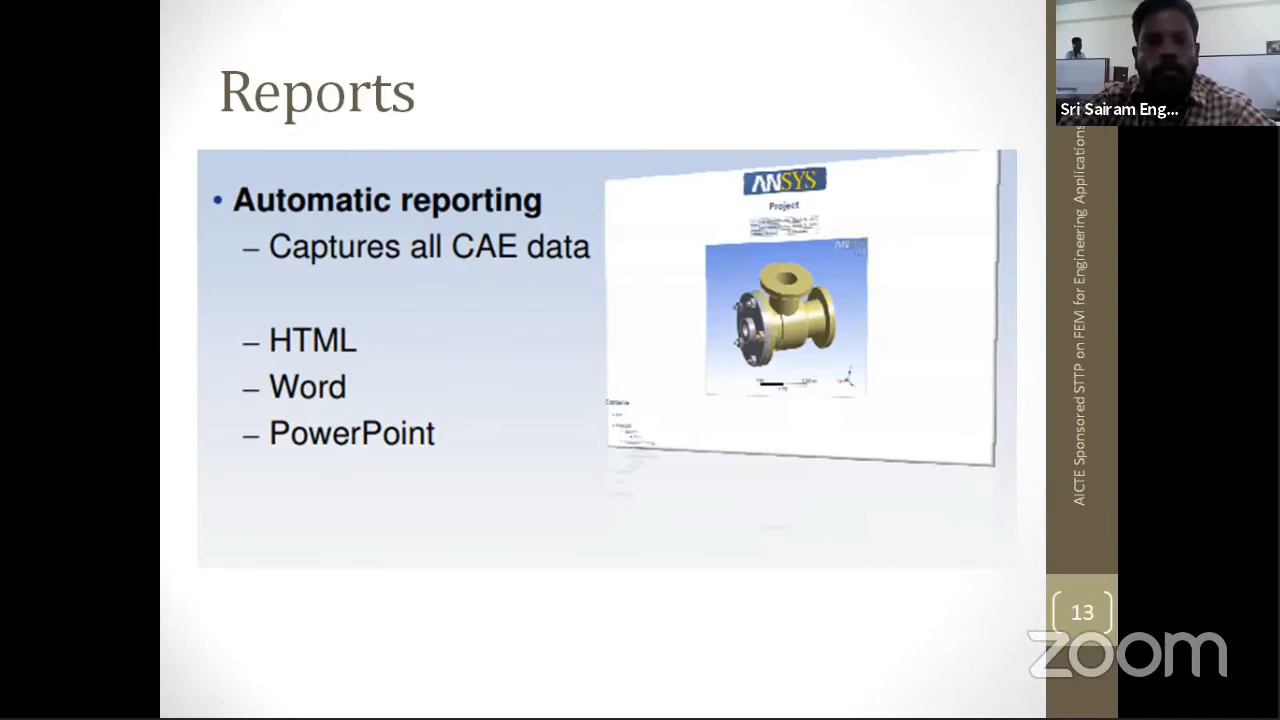 Reports
• Automatic reporting
– Captures all CAE data
– HTML
– Word
– PowerPoint
ANSYS
Project
Sri Sairam Eng...
AICTE Sponsored STTP on FEM for Engineering Applications
13
zoom